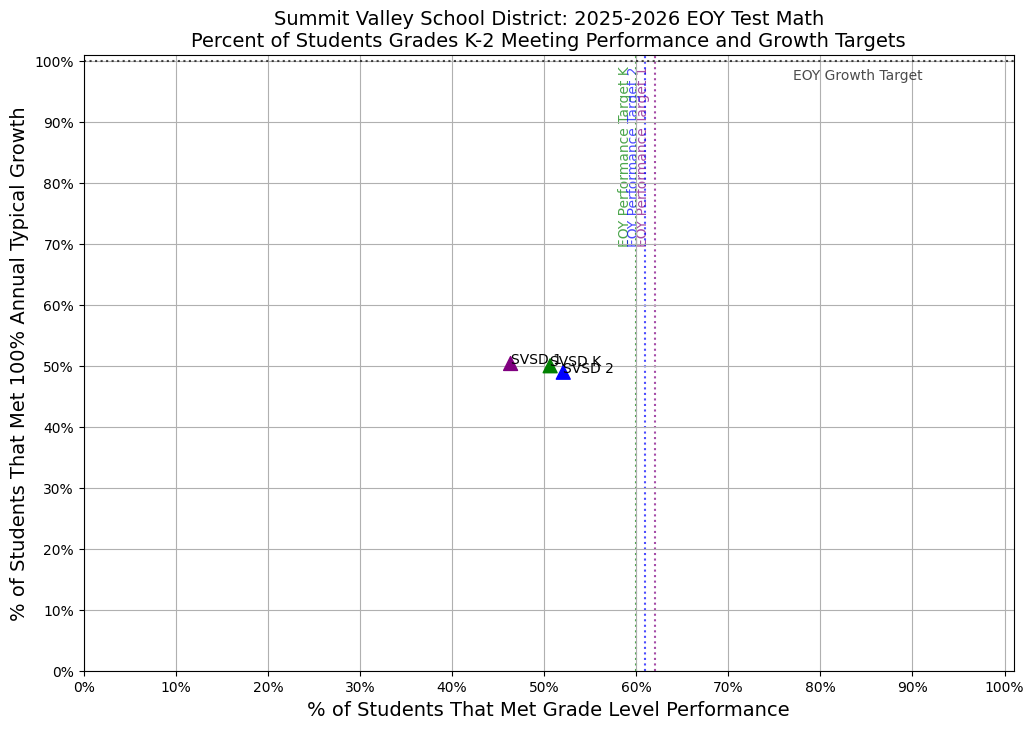 Summit Valley School District: 2025-2026 EOY Test Math
Percent of Students Grades K-2 Meeting Performance and Growth Targets
% of Students That Met 100% Annual Typical Growth
100%
90%
80%
70%
60%
50%
40%
30%
20%
10%
0%
EOY Growth Target
EOY Performance Target K
EOY Performance Target 2
EOY Performance Target 1
SVSD 1
SVSD K
SVSD 2
0%
10%
20%
30%
40%
50%
60%
70%
80%
90%
100%
% of Students That Met Grade Level Performance